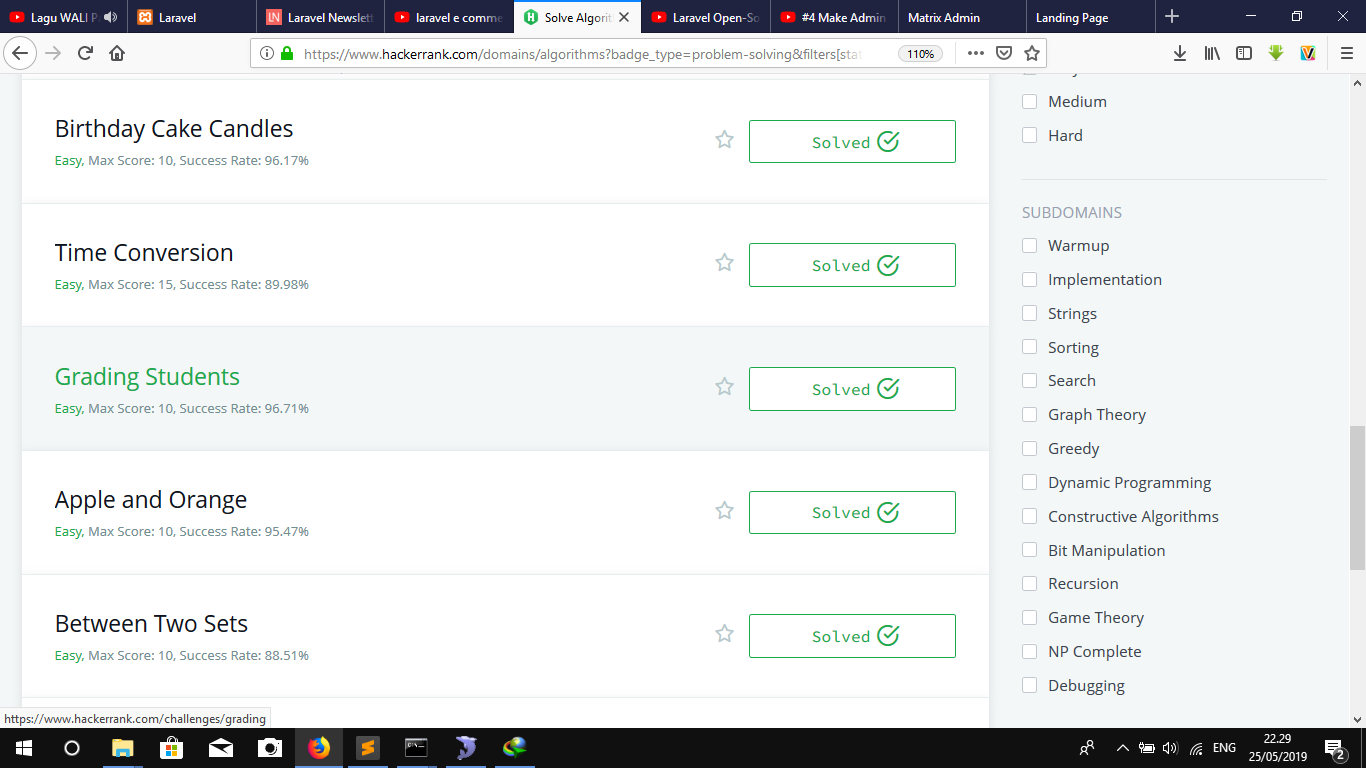 Lagu WALI P
Laravel
Laravel Newslett
laravel e comme
Solve Algorit
Laravel Open-So
#4 Make Admin
Matrix Admin
Landing Page
https://www.hackerrank.com/domains/algorithms?badge_type=problem-solving&filters[stat
110%
Birthday Cake Candles
Easy, Max Score: 10, Success Rate: 96.17%
Solved
Time Conversion
Easy, Max Score: 15, Success Rate: 89.98%
Solved
Grading Students
Easy, Max Score: 10, Success Rate: 96.71%
Solved
Apple and Orange
Easy, Max Score: 10, Success Rate: 95.47%
Solved
Between Two Sets
Easy, Max Score: 10, Success Rate: 88.51%
Solved
Medium
Hard
SUBDOMAINS
Warmup
Implementation
Strings
Sorting
Search
Graph Theory
Greedy
Dynamic Programming
Constructive Algorithms
Bit Manipulation
Recursion
Game Theory
NP Complete
Debugging
https://www.hackerrank.com/challenges/grading
ENG
22.29
25/05/2019
2